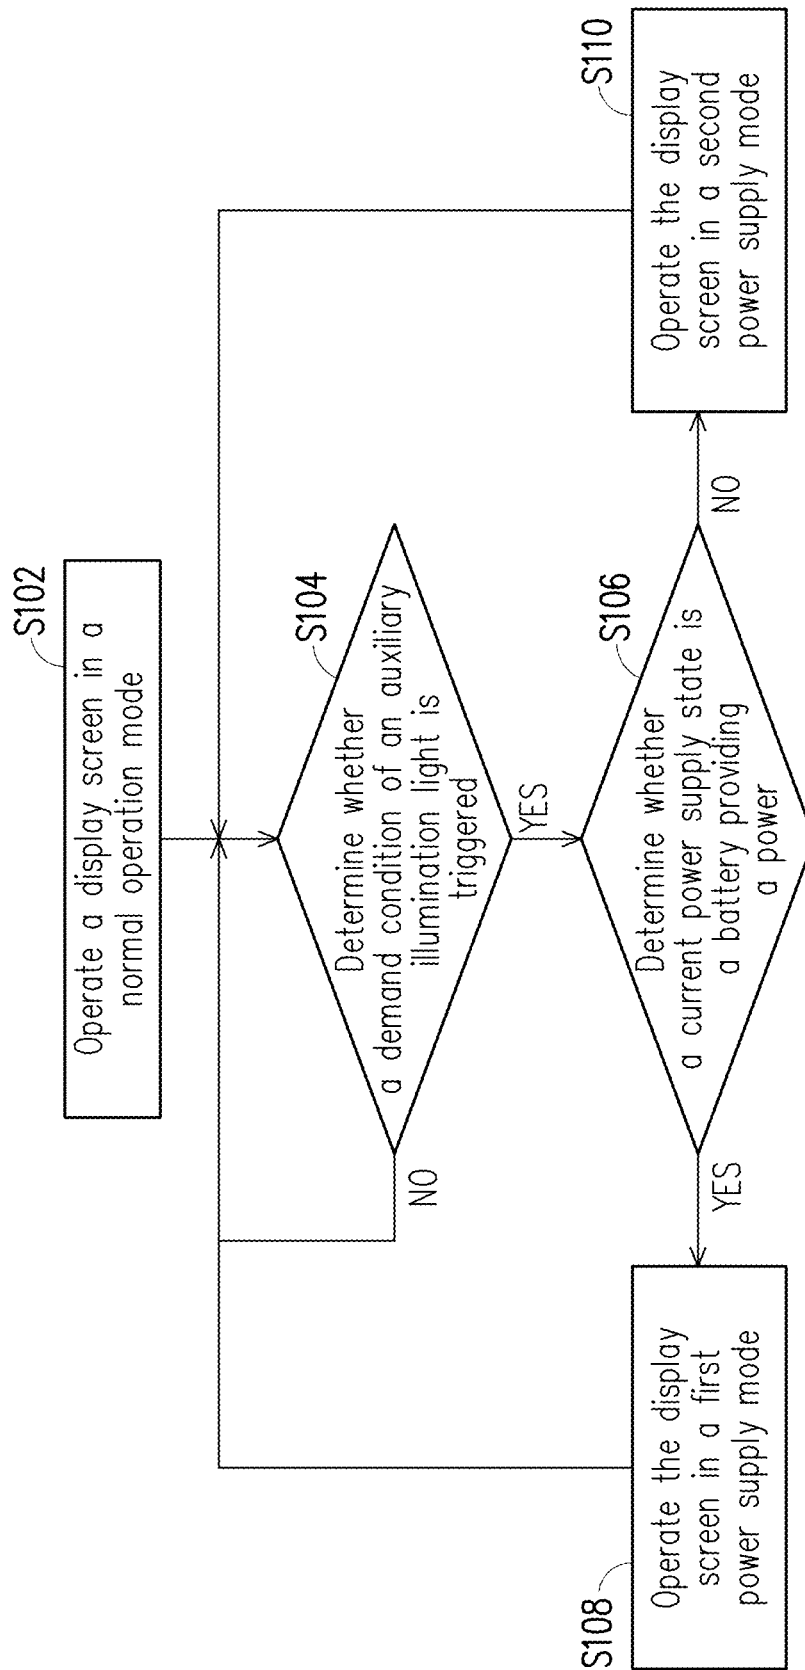 S102
Operate a display screen in a
normal operation mode
S104
Determine whether
a demand condition of an auxiliary
illumination light is
triggered
NO
YES
S106
Determine whether
a current power supply state is
a battery providing
a power
YES
NO
S108
Operate the display
screen in a first
power supply mode
S110
Operate the display
screen in a second
power supply mode